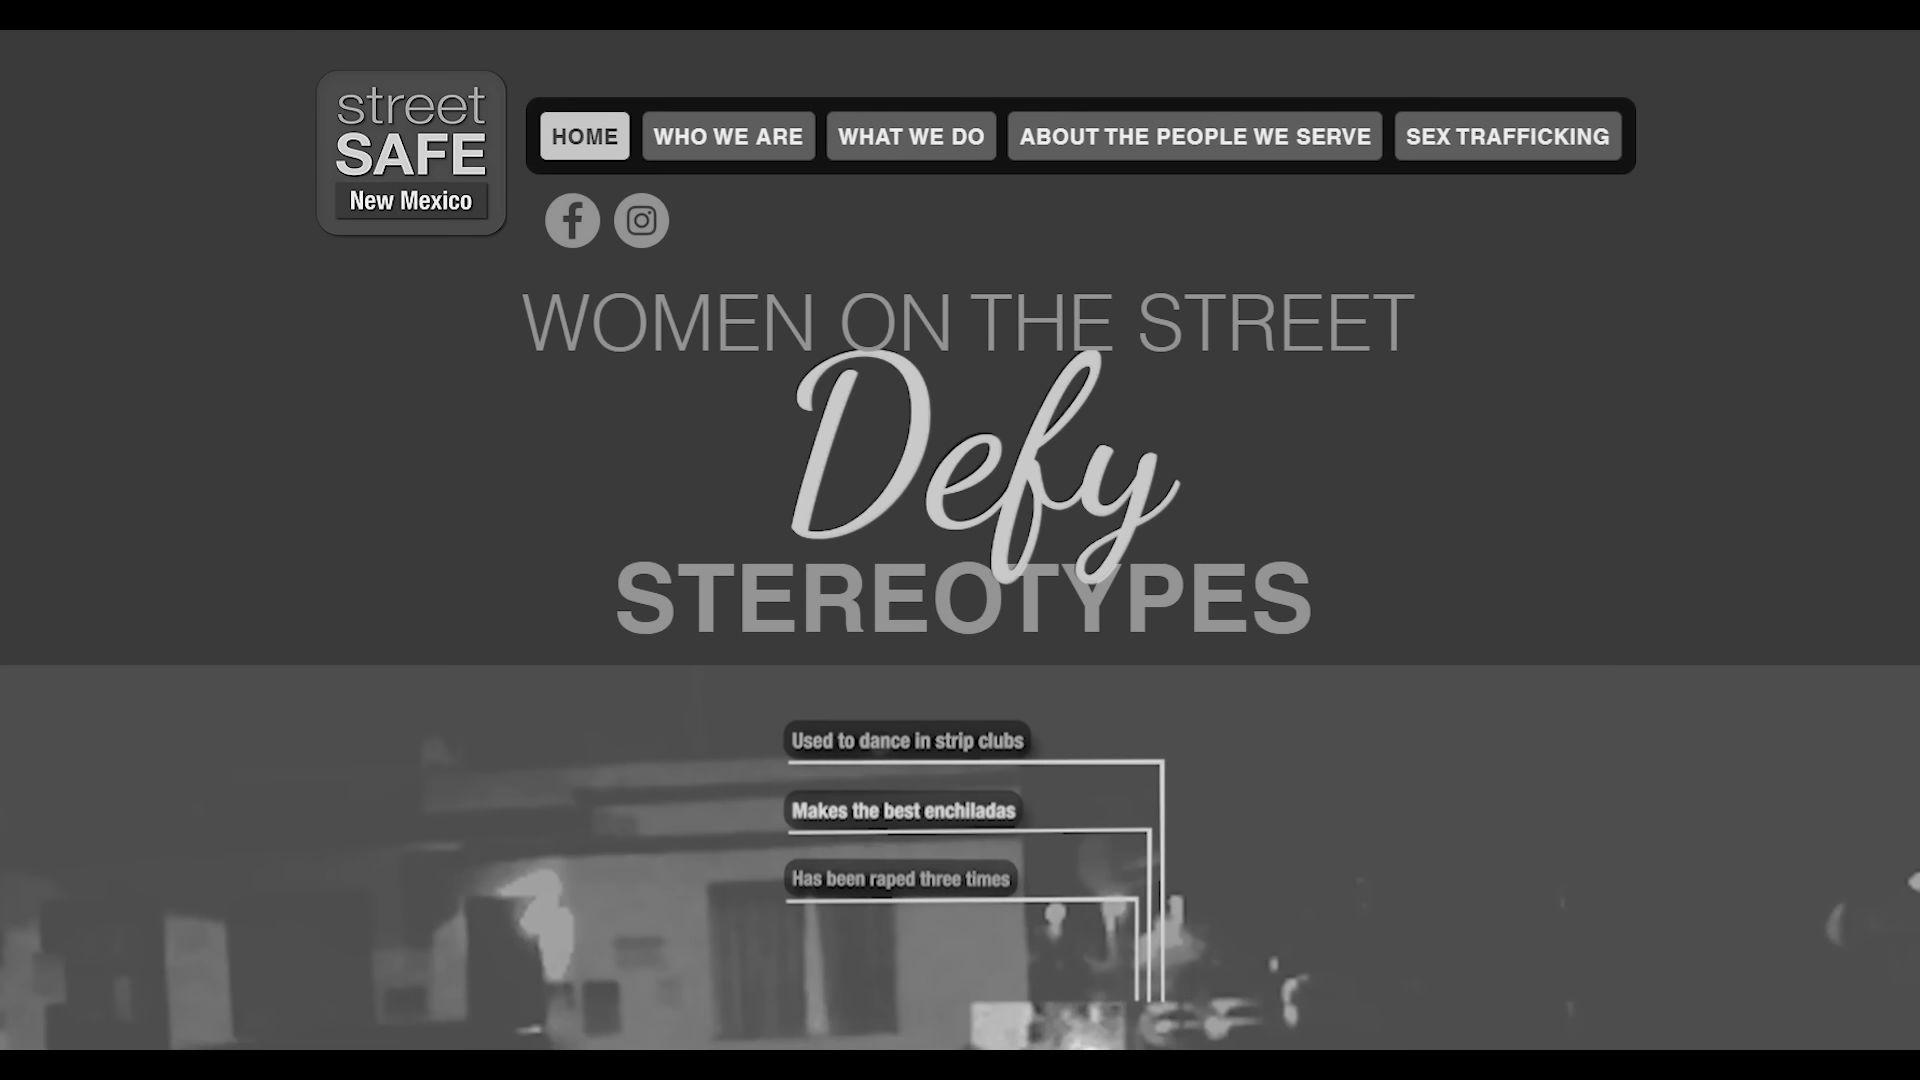 street
SAFE
New Mexico
HOME
WHO WE ARE
WHAT WE DO
ABOUT THE PEOPLE WE SERVE
SEX TRAFFICKING
WOMEN ON THE STREET
Defy
STEREOTYPES
Used to dance in strip clubs
Makes the best enchiladas
Has been raped three times